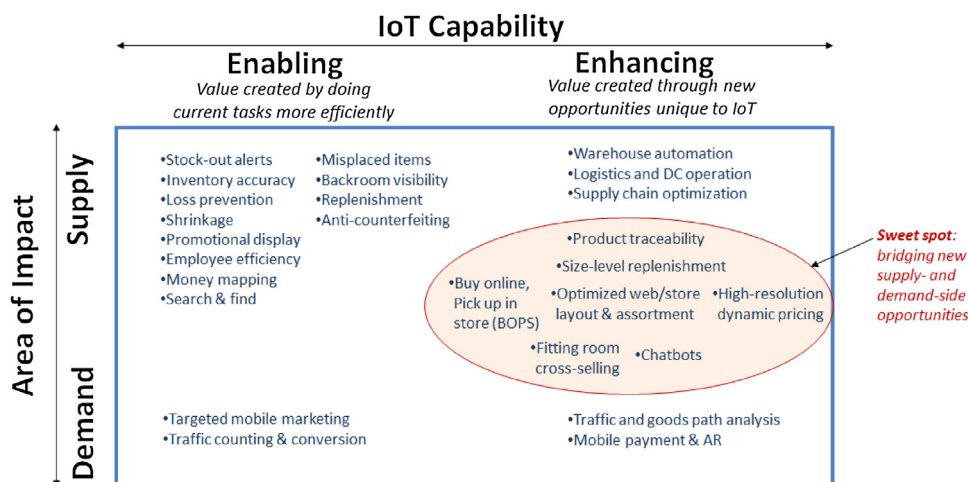 IoT Capability
Enabling
Value created by doing
current tasks more efficiently
Enhancing
Value created through new
opportunities unique to IoT
Area of Impact
Supply
Demand
•Stock-out alerts
•Inventory accuracy
•Loss prevention
•Shrinkage
•Promotional display
•Employee efficiency
•Money mapping
•Search & find
•Misplaced items
•Backroom visibility
•Replenishment
•Anti-counterfeiting
•Warehouse automation
•Logistics and DC operation
•Supply chain optimization
•Product traceability
•Size-level replenishment
•Buy online,
Pick up in
store (BOPS)
•Optimized web/store
layout & assortment
•High-resolution
dynamic pricing
•Fitting room
cross-selling
•Chatbots
Sweet spot:
bridging new
supply- and
demand-side
opportunities
•Targeted mobile marketing
•Traffic counting & conversion
•Traffic and goods path analysis
•Mobile payment & AR